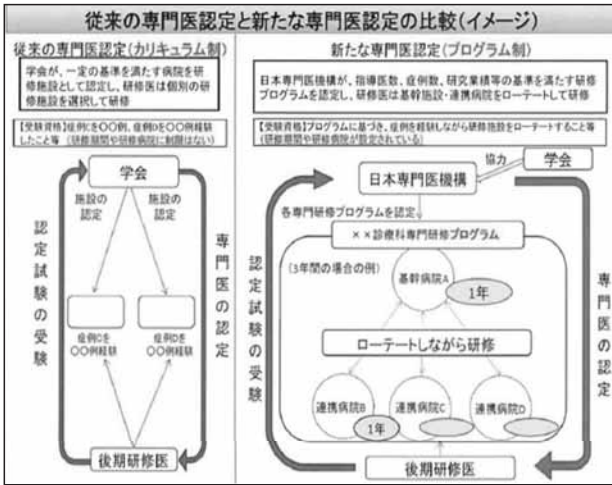 従来の専門医認定と新たな専門医認定の比較(イメージ)
従来の専門医認定(カリキュラム制)
学会が、一定の基準を満たす病院を研
修施設として認定し、研修医は個別の研
修施設を選択して研修
【受験資格】症例Cを〇〇例、症例Dを〇〇例経験
したこと等 (研修期間や研修病院に制限はない)
学会
施設の
認定
施設の
認定
認定試験の受験
専門医の認定
症例Cを
〇〇例経験
症例Dを
〇〇例経験
後期研修医
新たな専門医認定(プログラム制)
日本専門医機構が、指導医数、症例数、研究業績等の基準を満たす研修
プログラムを認定し、研修医は基幹施設・連携病院をローテートして研修
【受験資格】プログラムに基づき、症例を経験しながら研修施設をローテートすること等
(研修期間や研修病院が設定されている)
協力
学会
日本専門医機構
各専門研修プログラムを認定
××診療科専門研修プログラム
(3年間の場合の例)
基幹病院A
1年
ローテートしながら研修
連携病院B
1年
連携病院C
連携病院D
認定試験の受験
専門医の認定
後期研修医